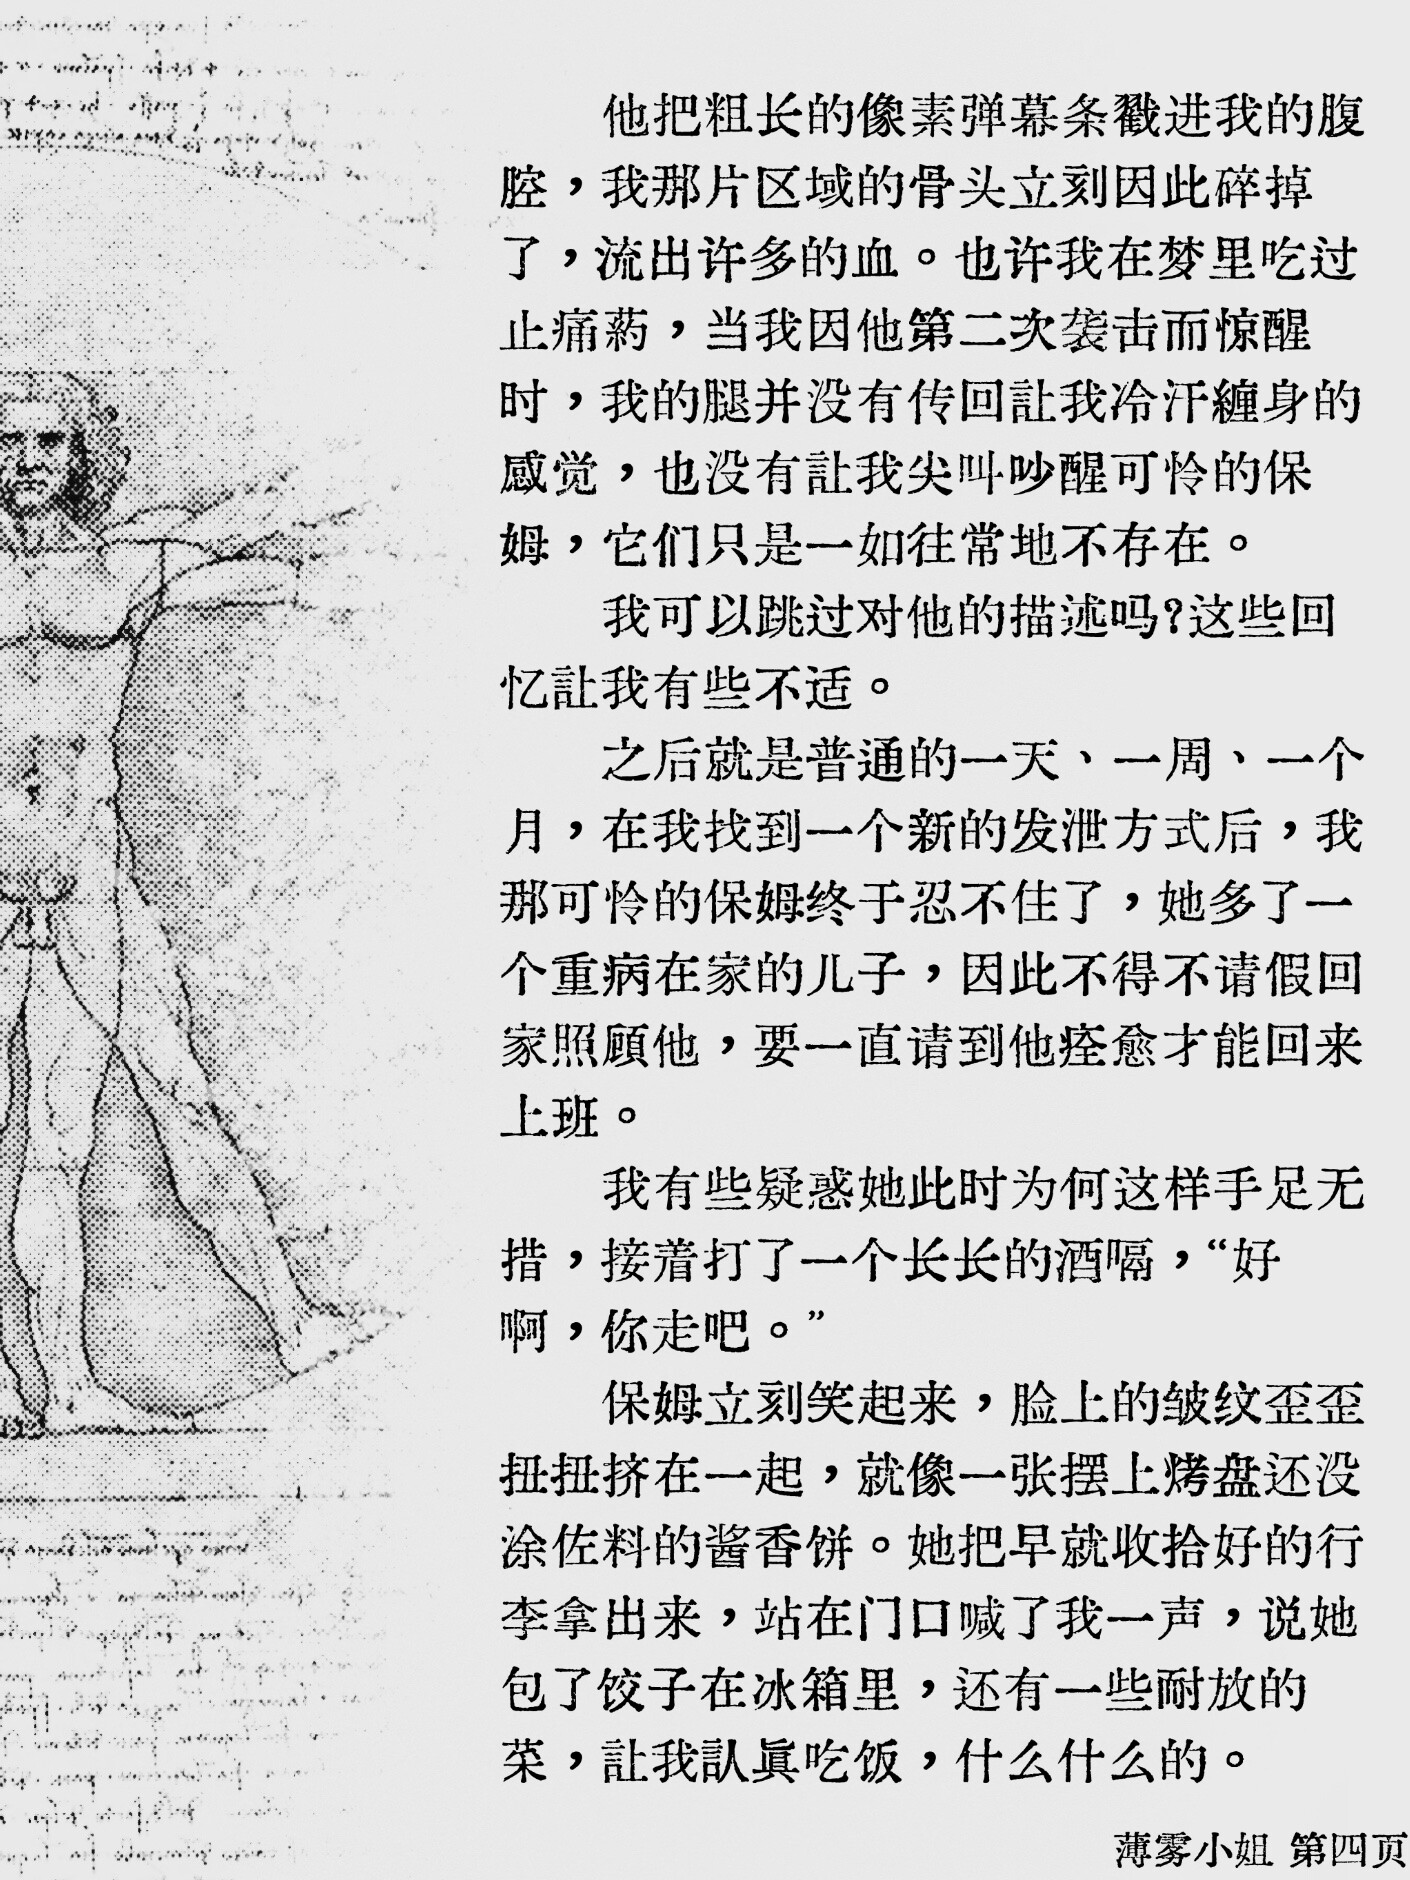 他把粗长的像素弹幕条戳进我的腹
腔，我那片区域的骨头立刻因此碎掉
了，流出许多的血。也许我在梦里吃过
止痛药，当我因他第二次袭击而惊醒
时，我的腿并没有传回訁上我冷汗纏身的
感觉，也没有訁上我尖叫吵醒可怜的保
姆，它们只是一如往常地不存在。
我可以跳过对他的描述吗?这些回
忆訁上我有些不适。
之后就是普通的一天、一周、一个
月，在我找到一个新的发泄方式后，我
那可怜的保姆终于忍不住了，她多了一
个重病在家的儿子，因此不得不请假回
家照顧他，要一直请到他痊愈才能回来
上班。
我有些疑惑她此时为何这样手足无
措，接着打了一个长长的酒嗝，“好
啊，你走吧。”
保姆立刻笑起来，脸上的皱纹歪歪
扭扭挤在一起，就像一张摆上烤盘还没
涂佐料的酱香饼。她把早就收拾好的行
李拿出来，站在门口喊了我一声，说她
包了饺子在冰箱里，还有一些耐放的
菜，訁上我訁人眞吃饭，什么什么的。
薄雾小姐 第四页